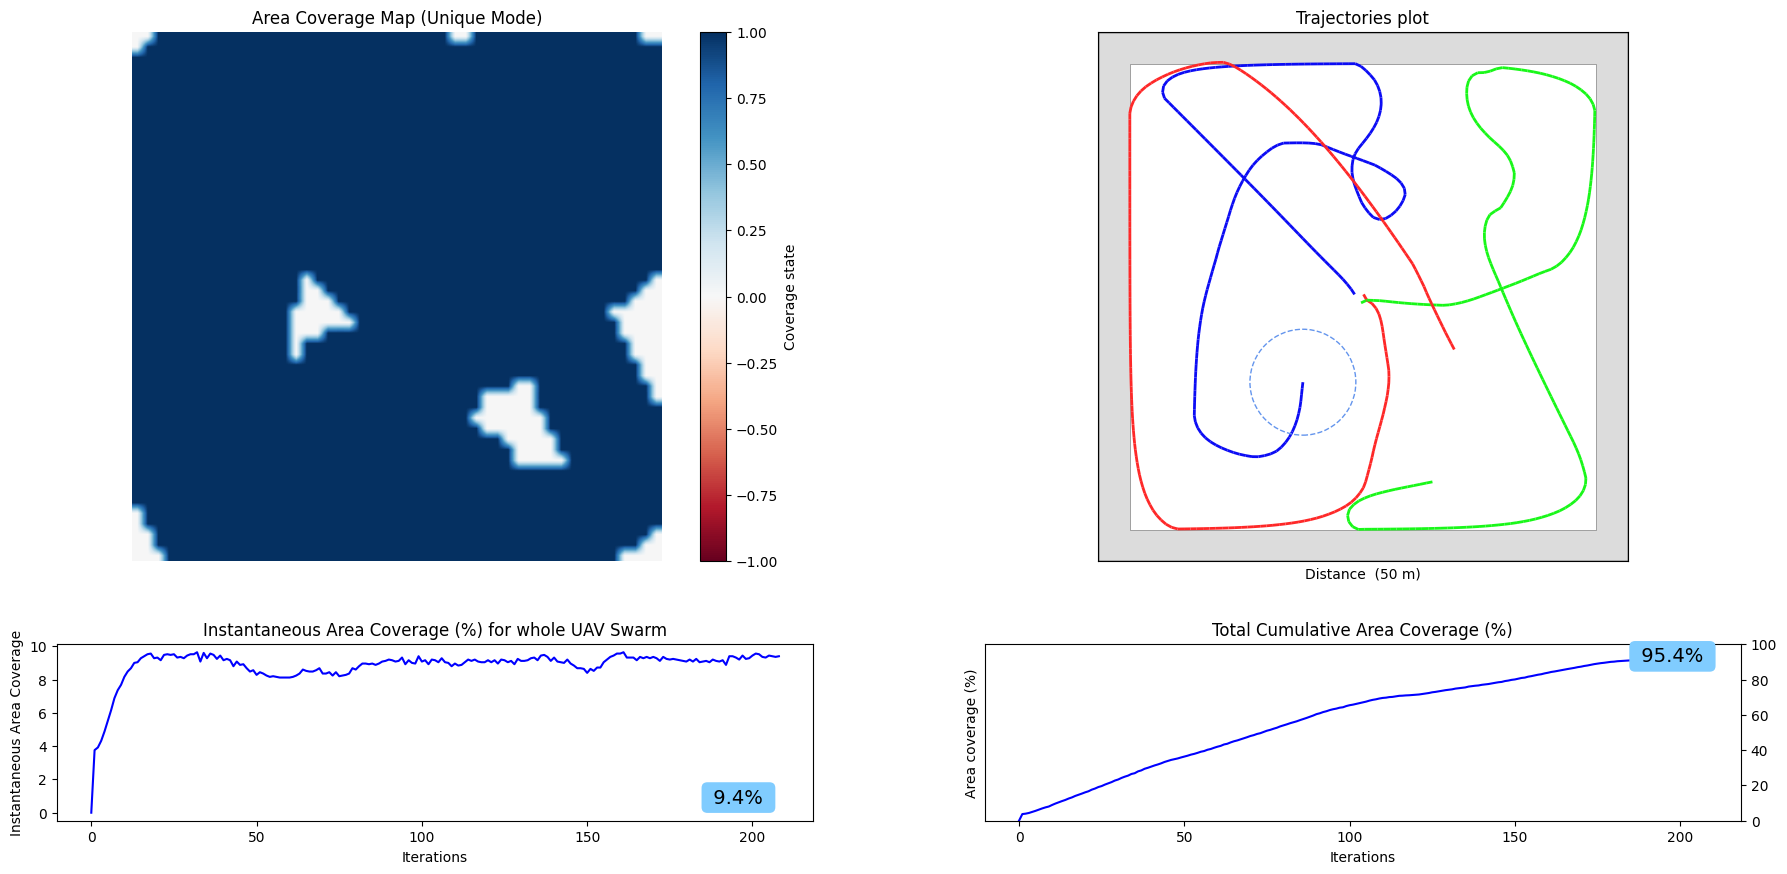 Area Coverage Map (Unique Mode)
1.00
0.75
0.50
0.25
0.00
−0.25
−0.50
−0.75
−1.00
Coverage state
Trajectories plot
Distance  (50 m)
Instantaneous Area Coverage (%) for whole UAV Swarm
Instantaneous Area Coverage
10
8
6
4
2
0
9.4%
0 50 100 150 200
Iterations
Total Cumulative Area Coverage (%)
Area coverage (%)
95.4%
100
80
60
40
20
0
0 50 100 150 200
Iterations